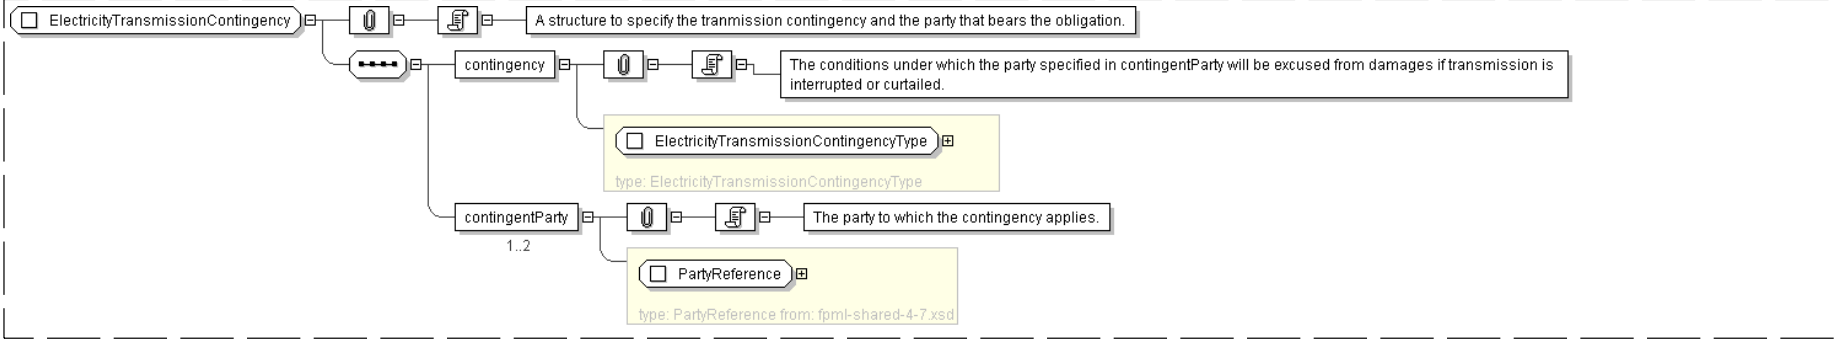 ElectricityTransmissionContingency
A structure to specify the tranmission contingency and the party that bears the obligation.
contingency
The conditions under which the party specified in contingentParty will be excused from damages if transmission is
interrupted or curtailed.
ElectricityTransmissionContingencyType
type: ElectricityTransmissionContingencyType
contingentParty
The party to which the contingency applies.
1..2
PartyReference
type: PartyReference from: fpml-shared-4-7.xsd